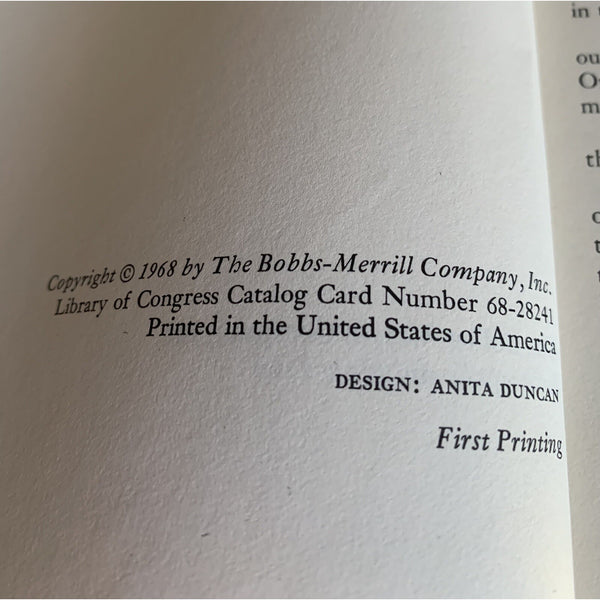 Copyright © 1968 by The Bobbs-Merrill Company, Inc.
Library of Congress Catalog Card Number 68-28241
Printed in the United States of America
DESIGN: ANITA DUNCAN
First Printing
in